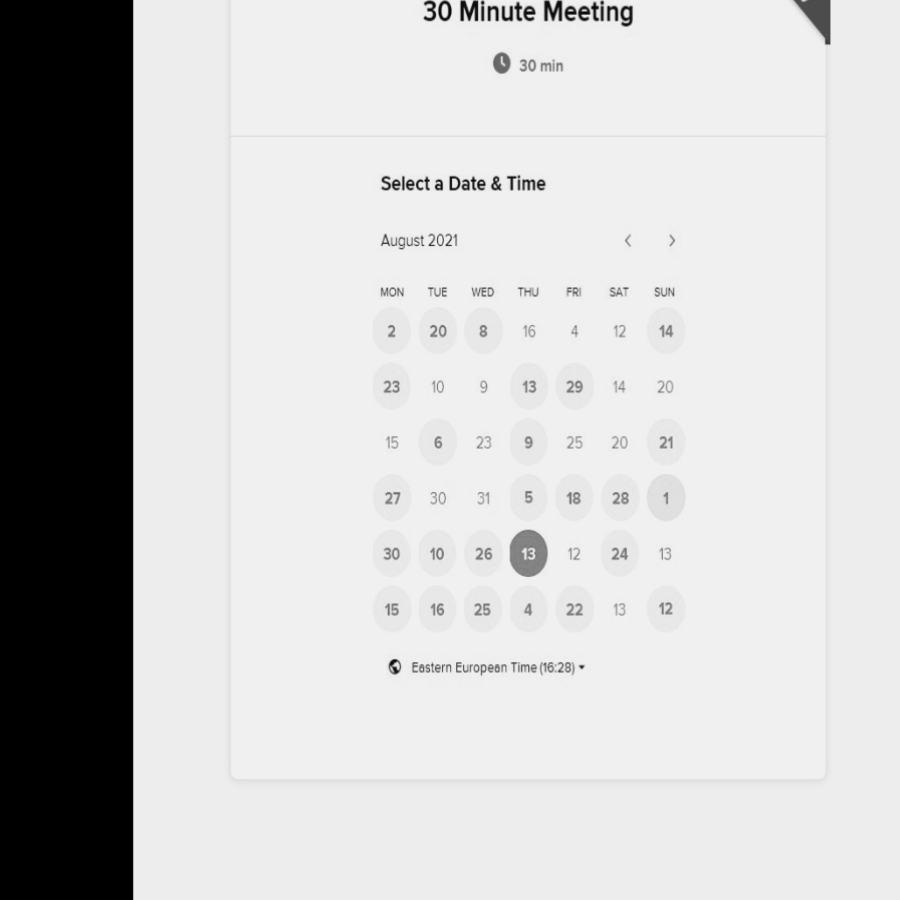 30 Minute Meeting
30 min
Select a Date & Time
August 2021
MON TUE WED THU FRI SAT SUN
2 20 8 16 4 12 14
23 10 9 13 29 14 20
15 6 23 9 25 20 21
27 30 31 5 18 28 1
30 10 26 13 12 24 13
15 16 25 4 22 13 12
Eastern European Time (16:28)